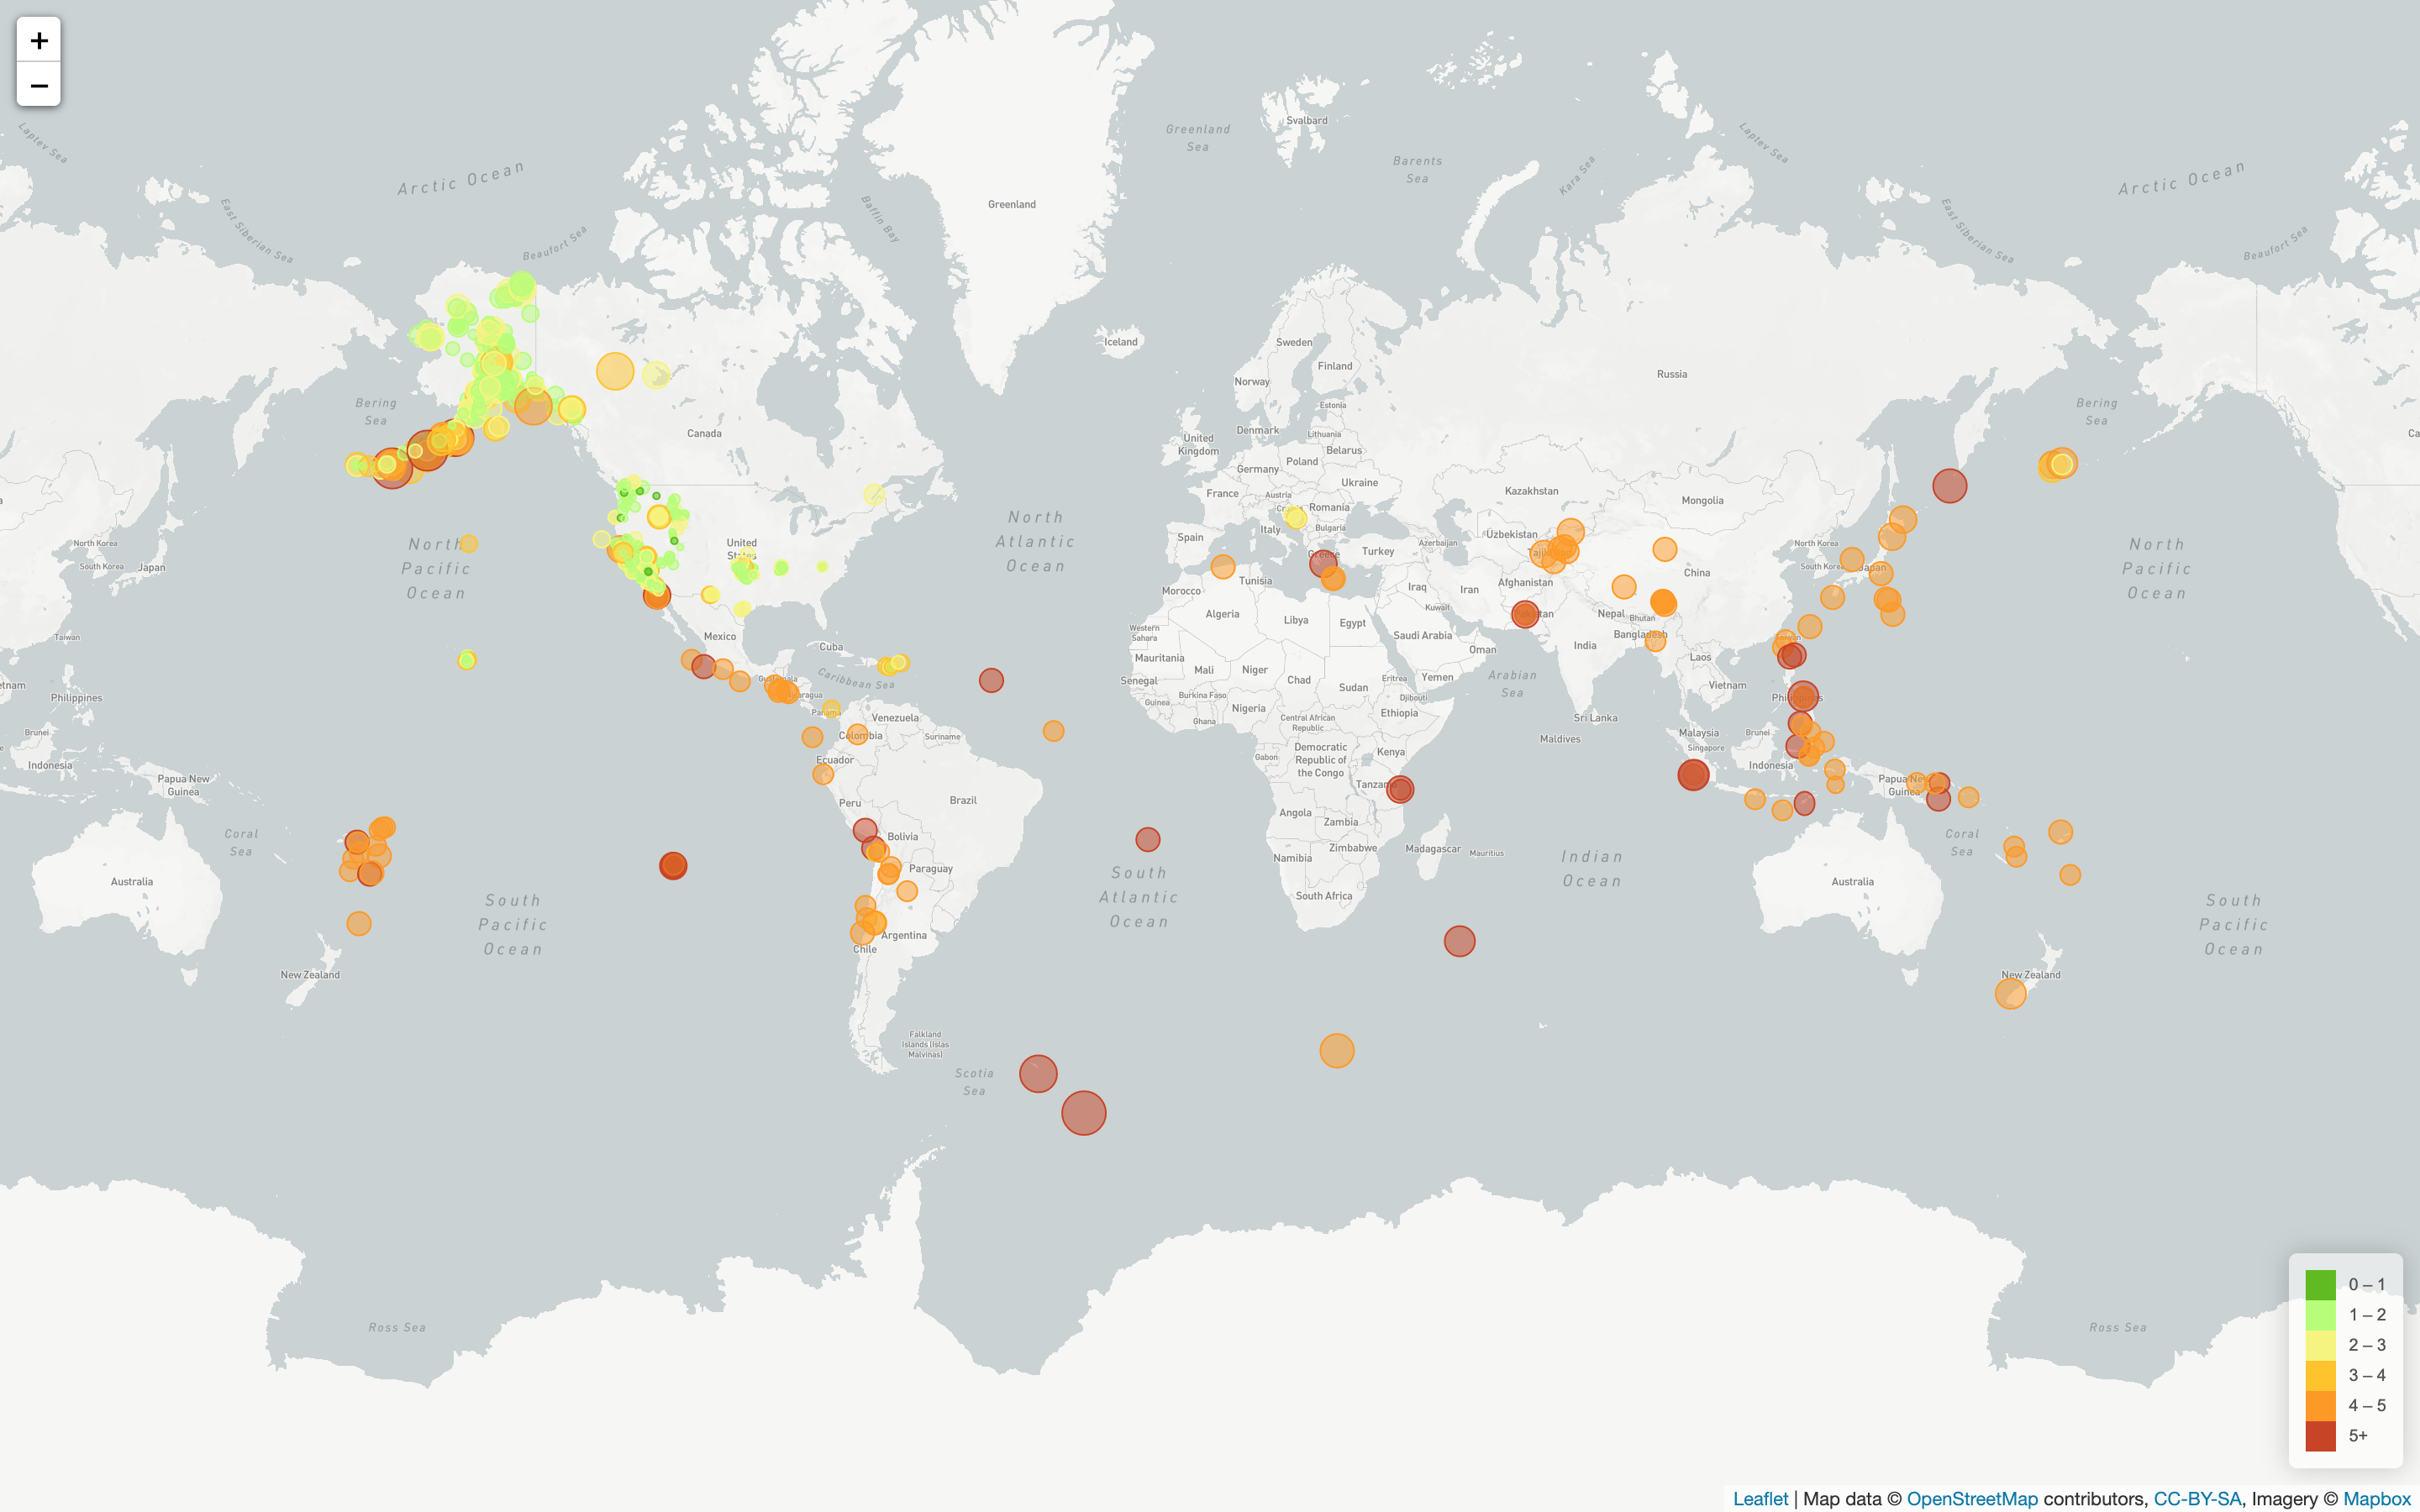 +
−
Laptev Sea
Arctic Ocean
East Siberian Sea
Beaufort Sea
Baffin Bay
Greenland
Greenland
Sea
Svalbard
Barents
Sea
Kara Sea
Laptev Sea
East Siberian Sea
Arctic Ocean
Beaufort Sea
Iceland
Sweden
Finland
Norway
Russia
Estonia
Bering
Sea
Bering
Sea
Canada
Ca
United
Kingdom
Denmark
Lithuania
Belarus
Germany
Poland
Ukraine
France
Austria
Romania
Kazakhstan
Mongolia
Italy
Bulgaria
Spain
Greece
Turkey
Azerbaijan
Uzbekistan
North Korea
South Korea
Japan
North
Pacific
Ocean
United
States
North
Atlantic
Ocean
North Korea
South Korea
Japan
North
Pacific
Ocean
China
Tunisia
Morocco
Algeria
Libya
Egypt
Iraq
Iran
Kuwait
Afghanistan
Pakistan
Nepal
Bhutan
Bangladesh
India
Taiwan
Mexico
Cuba
Western
Sahara
Saudi Arabia
Oman
Mauritania
Mali
Niger
Chad
Sudan
Eritrea
Yemen
Arabian
Sea
Laos
Vietnam
etnam
Philippines
Guatemala
Caribbean Sea
Nicaragua
Panama
Venezuela
Colombia
Suriname
Senegal
Guinea
Burkina Faso
Ghana
Nigeria
Central African
Republic
Djibouti
Ethiopia
Sri Lanka
Maldives
Philippines
Malaysia
Singapore
Brunei
Brunei
Indonesia
Papua New
Guinea
Ecuador
Peru
Brazil
Gabon
Democratic
Republic of
the Congo
Kenya
Tanzania
Indonesia
Papua New
Guinea
Angola
Zambia
Coral
Sea
Bolivia
Paraguay
Namibia
Zimbabwe
Madagascar
Mauritius
Indian
Ocean
Coral
Sea
Australia
South
Pacific
Ocean
South
Atlantic
Ocean
South Africa
Australia
South
Pacific
Ocean
Argentina
Chile
New Zealand
New Zealand
Falkland
Islands (Islas
Malvinas)
Scotia
Sea
Ross Sea
Ross Sea
0 – 1
1 – 2
2 – 3
3 – 4
4 – 5
5+
Leaflet | Map data © OpenStreetMap contributors, CC-BY-SA, Imagery © Mapbox